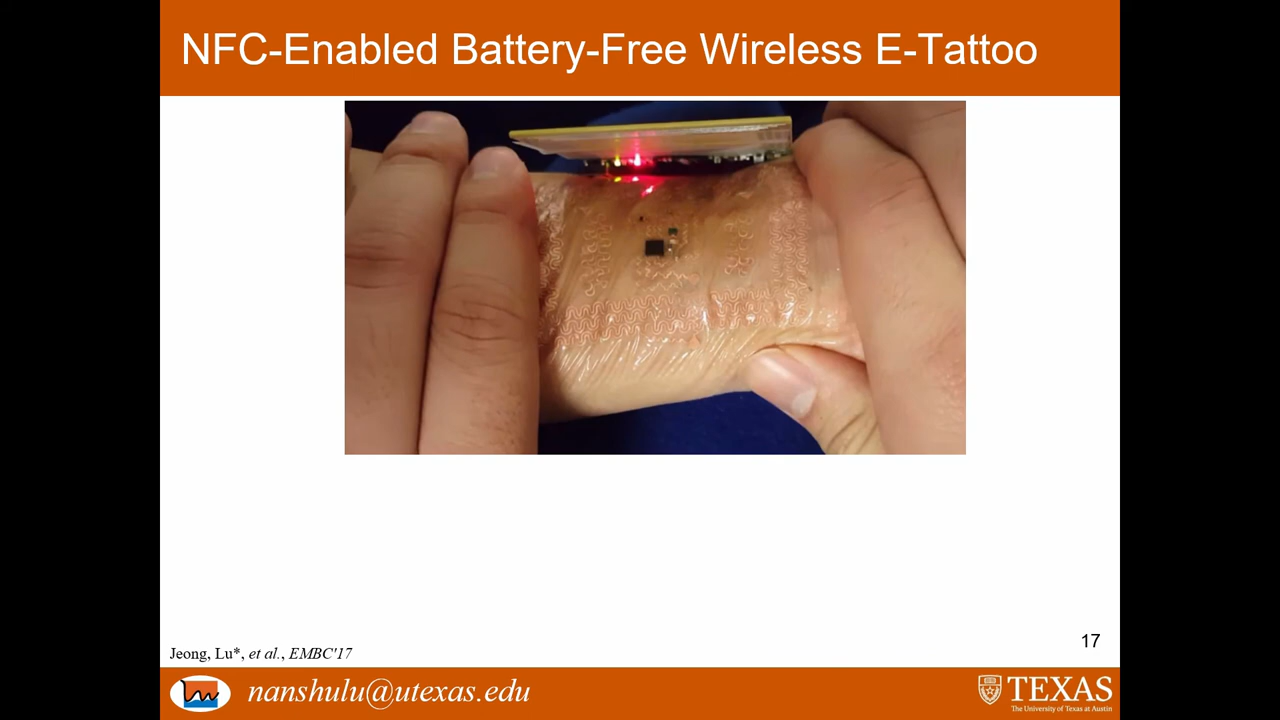 NFC-Enabled Battery-Free Wireless E-Tattoo
17
Jeong, Lu*, et al., EMBC'17
nanshulu@utexas.edu
TEXAS
The University of Texas at Austin